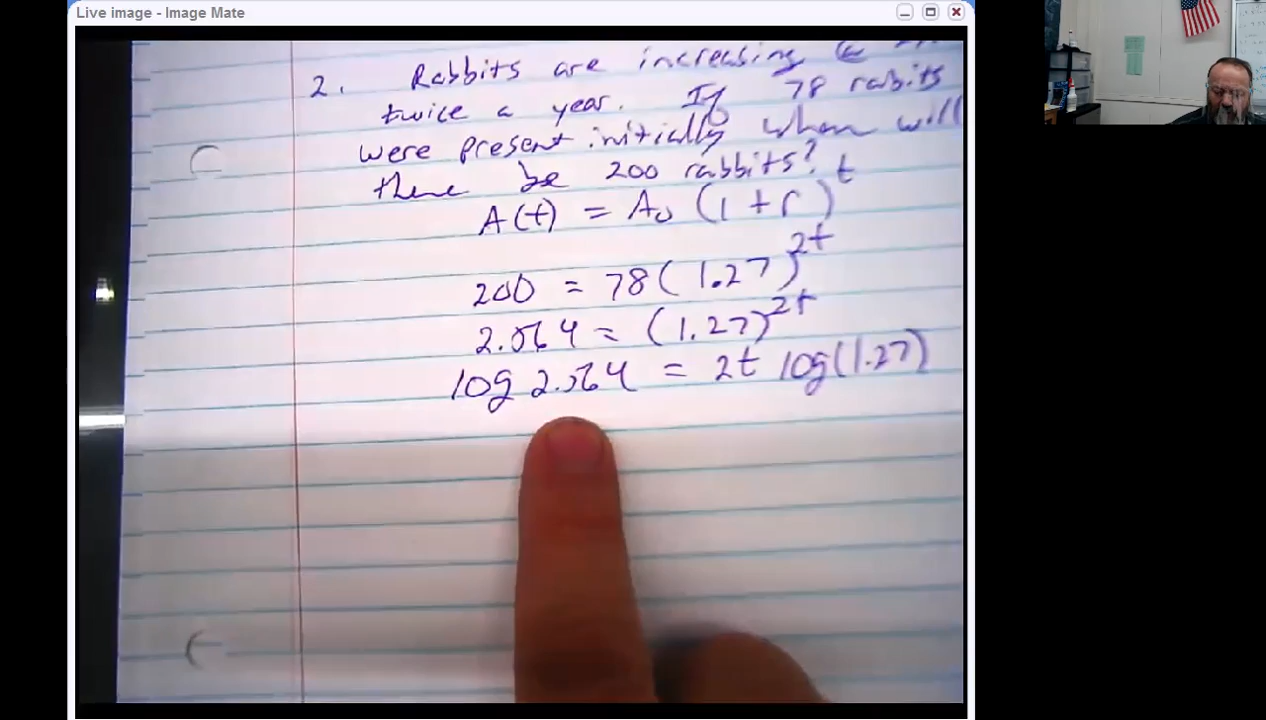 Live image - Image Mate
2. Rabbits are increasing @
twice a year. If 78 rabbits
were present initially when will
there be 200 rabbits?
A(t) = A₀ (1 + r)ᵗ
200 = 78 (1.27)²ᵗ
2.564 = (1.27)²ᵗ
log 2.564 = 2t log(1.27)